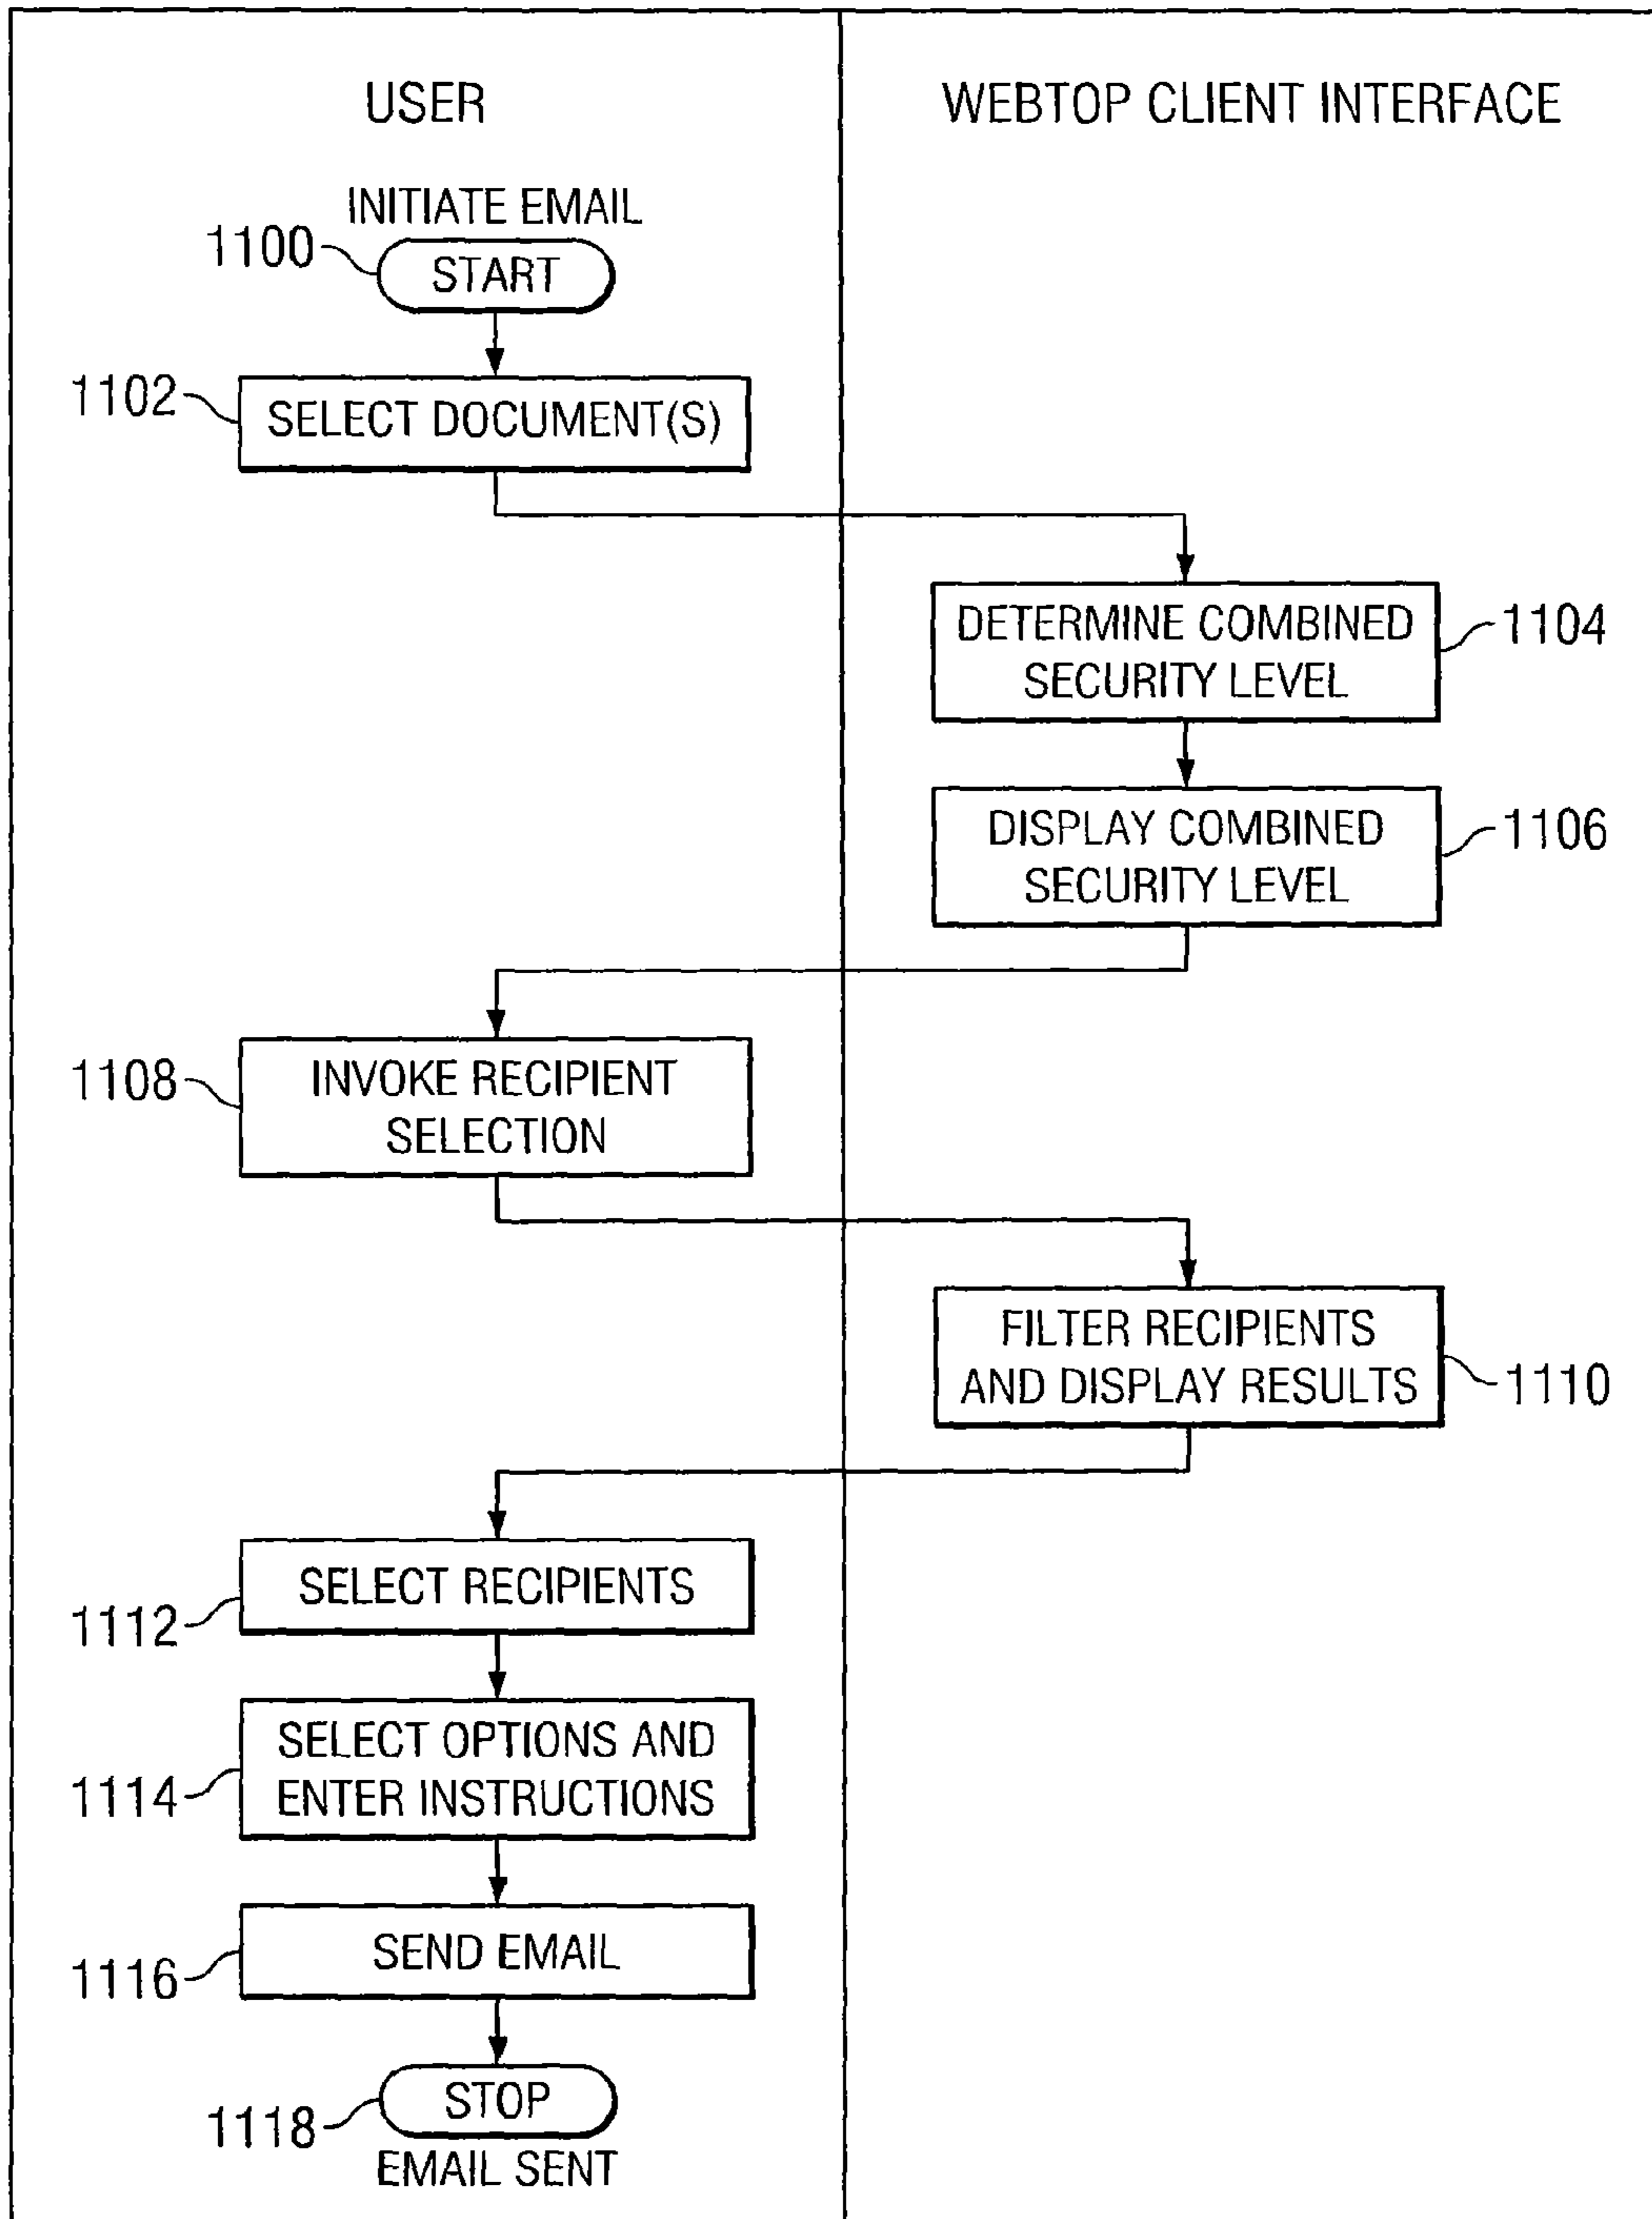 USER
WEBTOP CLIENT INTERFACE
INITIATE EMAIL
1100
START
1102
SELECT DOCUMENT(S)
DETERMINE COMBINED
SECURITY LEVEL
1104
DISPLAY COMBINED
SECURITY LEVEL
1106
1108
INVOKE RECIPIENT
SELECTION
FILTER RECIPIENTS
AND DISPLAY RESULTS
1110
SELECT RECIPIENTS
1112
SELECT OPTIONS AND
ENTER INSTRUCTIONS
1114
SEND EMAIL
1116
STOP
1118
EMAIL SENT